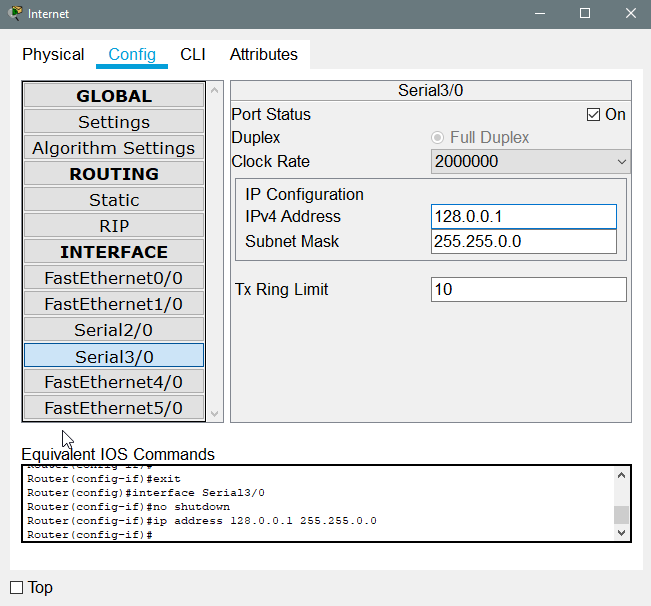 Internet
Physical Config CLI Attributes
GLOBAL
Settings
Algorithm Settings
ROUTING
Static
RIP
INTERFACE
FastEthernet0/0
FastEthernet1/0
Serial2/0
Serial3/0
FastEthernet4/0
FastEthernet5/0
Serial3/0
Port Status On
Duplex Full Duplex
Clock Rate 2000000
IP Configuration
IPv4 Address 128.0.0.1
Subnet Mask 255.255.0.0
Tx Ring Limit 10
Equivalent IOS Commands
Router(config-if)#
Router(config-if)#exit
Router(config)#interface Serial3/0
Router(config-if)#no shutdown
Router(config-if)#ip address 128.0.0.1 255.255.0.0
Router(config-if)#
Top